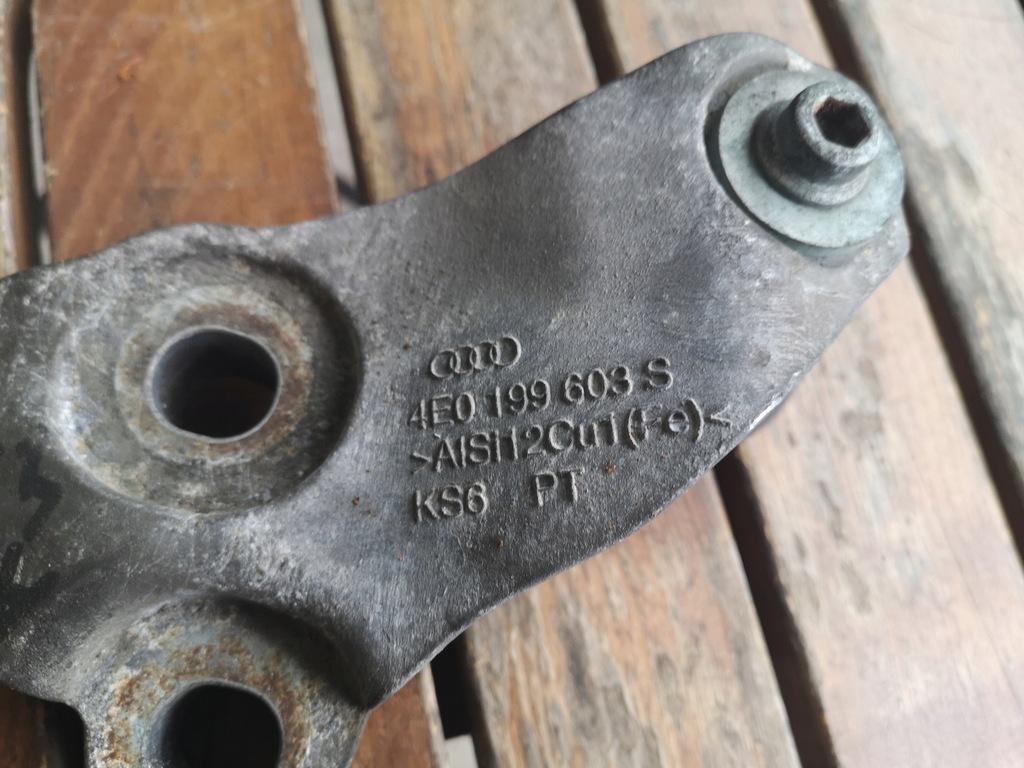 4E0 199 603 S
>AlSi12Cu1(Fe)<
KS6 PT